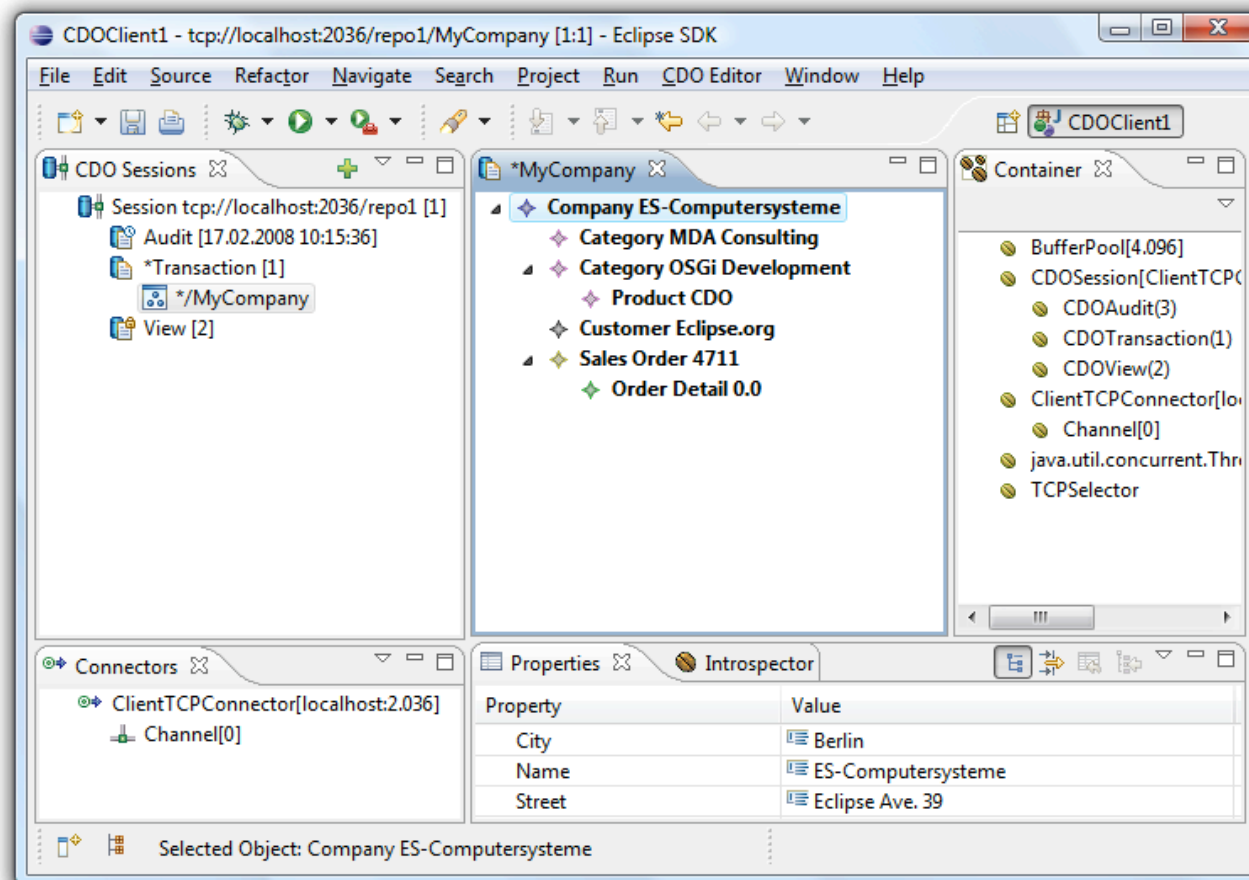 CDOClient1 - tcp://localhost:2036/repo1/MyCompany [1:1] - Eclipse SDK
File Edit Source Refactor Navigate Search Project Run CDO Editor Window Help
CDOClient1
CDO Sessions
Session tcp://localhost:2036/repo1 [1]
Audit [17.02.2008 10:15:36]
*Transaction [1]
*/MyCompany
View [2]
*MyCompany
Company ES-Computersysteme
Category MDA Consulting
Category OSGi Development
Product CDO
Customer Eclipse.org
Sales Order 4711
Order Detail 0.0
Container
BufferPool[4.096]
CDOSession[ClientTCPC
CDOAudit(3)
CDOTransaction(1)
CDOView(2)
ClientTCPConnector[lo
Channel[0]
java.util.concurrent.Thr
TCPSelector
Connectors
ClientTCPConnector[localhost:2.036]
Channel[0]
Properties Introspector
Property Value
City Berlin
Name ES-Computersysteme
Street Eclipse Ave. 39
Selected Object: Company ES-Computersysteme